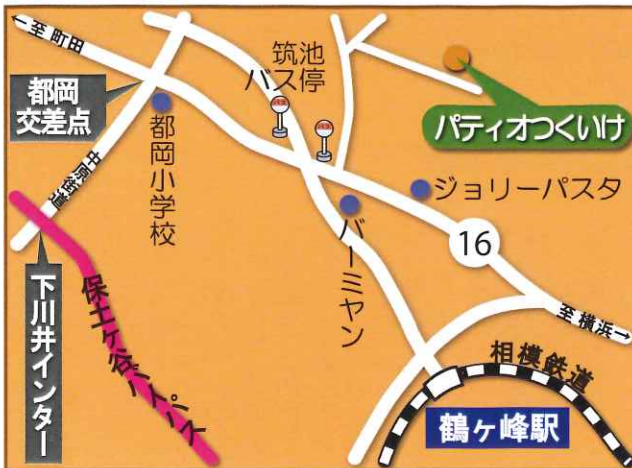 ←至町田
都岡
交差点
筑池
バス停
パティオつくいけ
都岡小学校
中原街道
ジョリーパスタ
バーミヤン
16
下川井インター
保土ヶ谷バイパス
至横浜→
相模鉄道
鶴ヶ峰駅